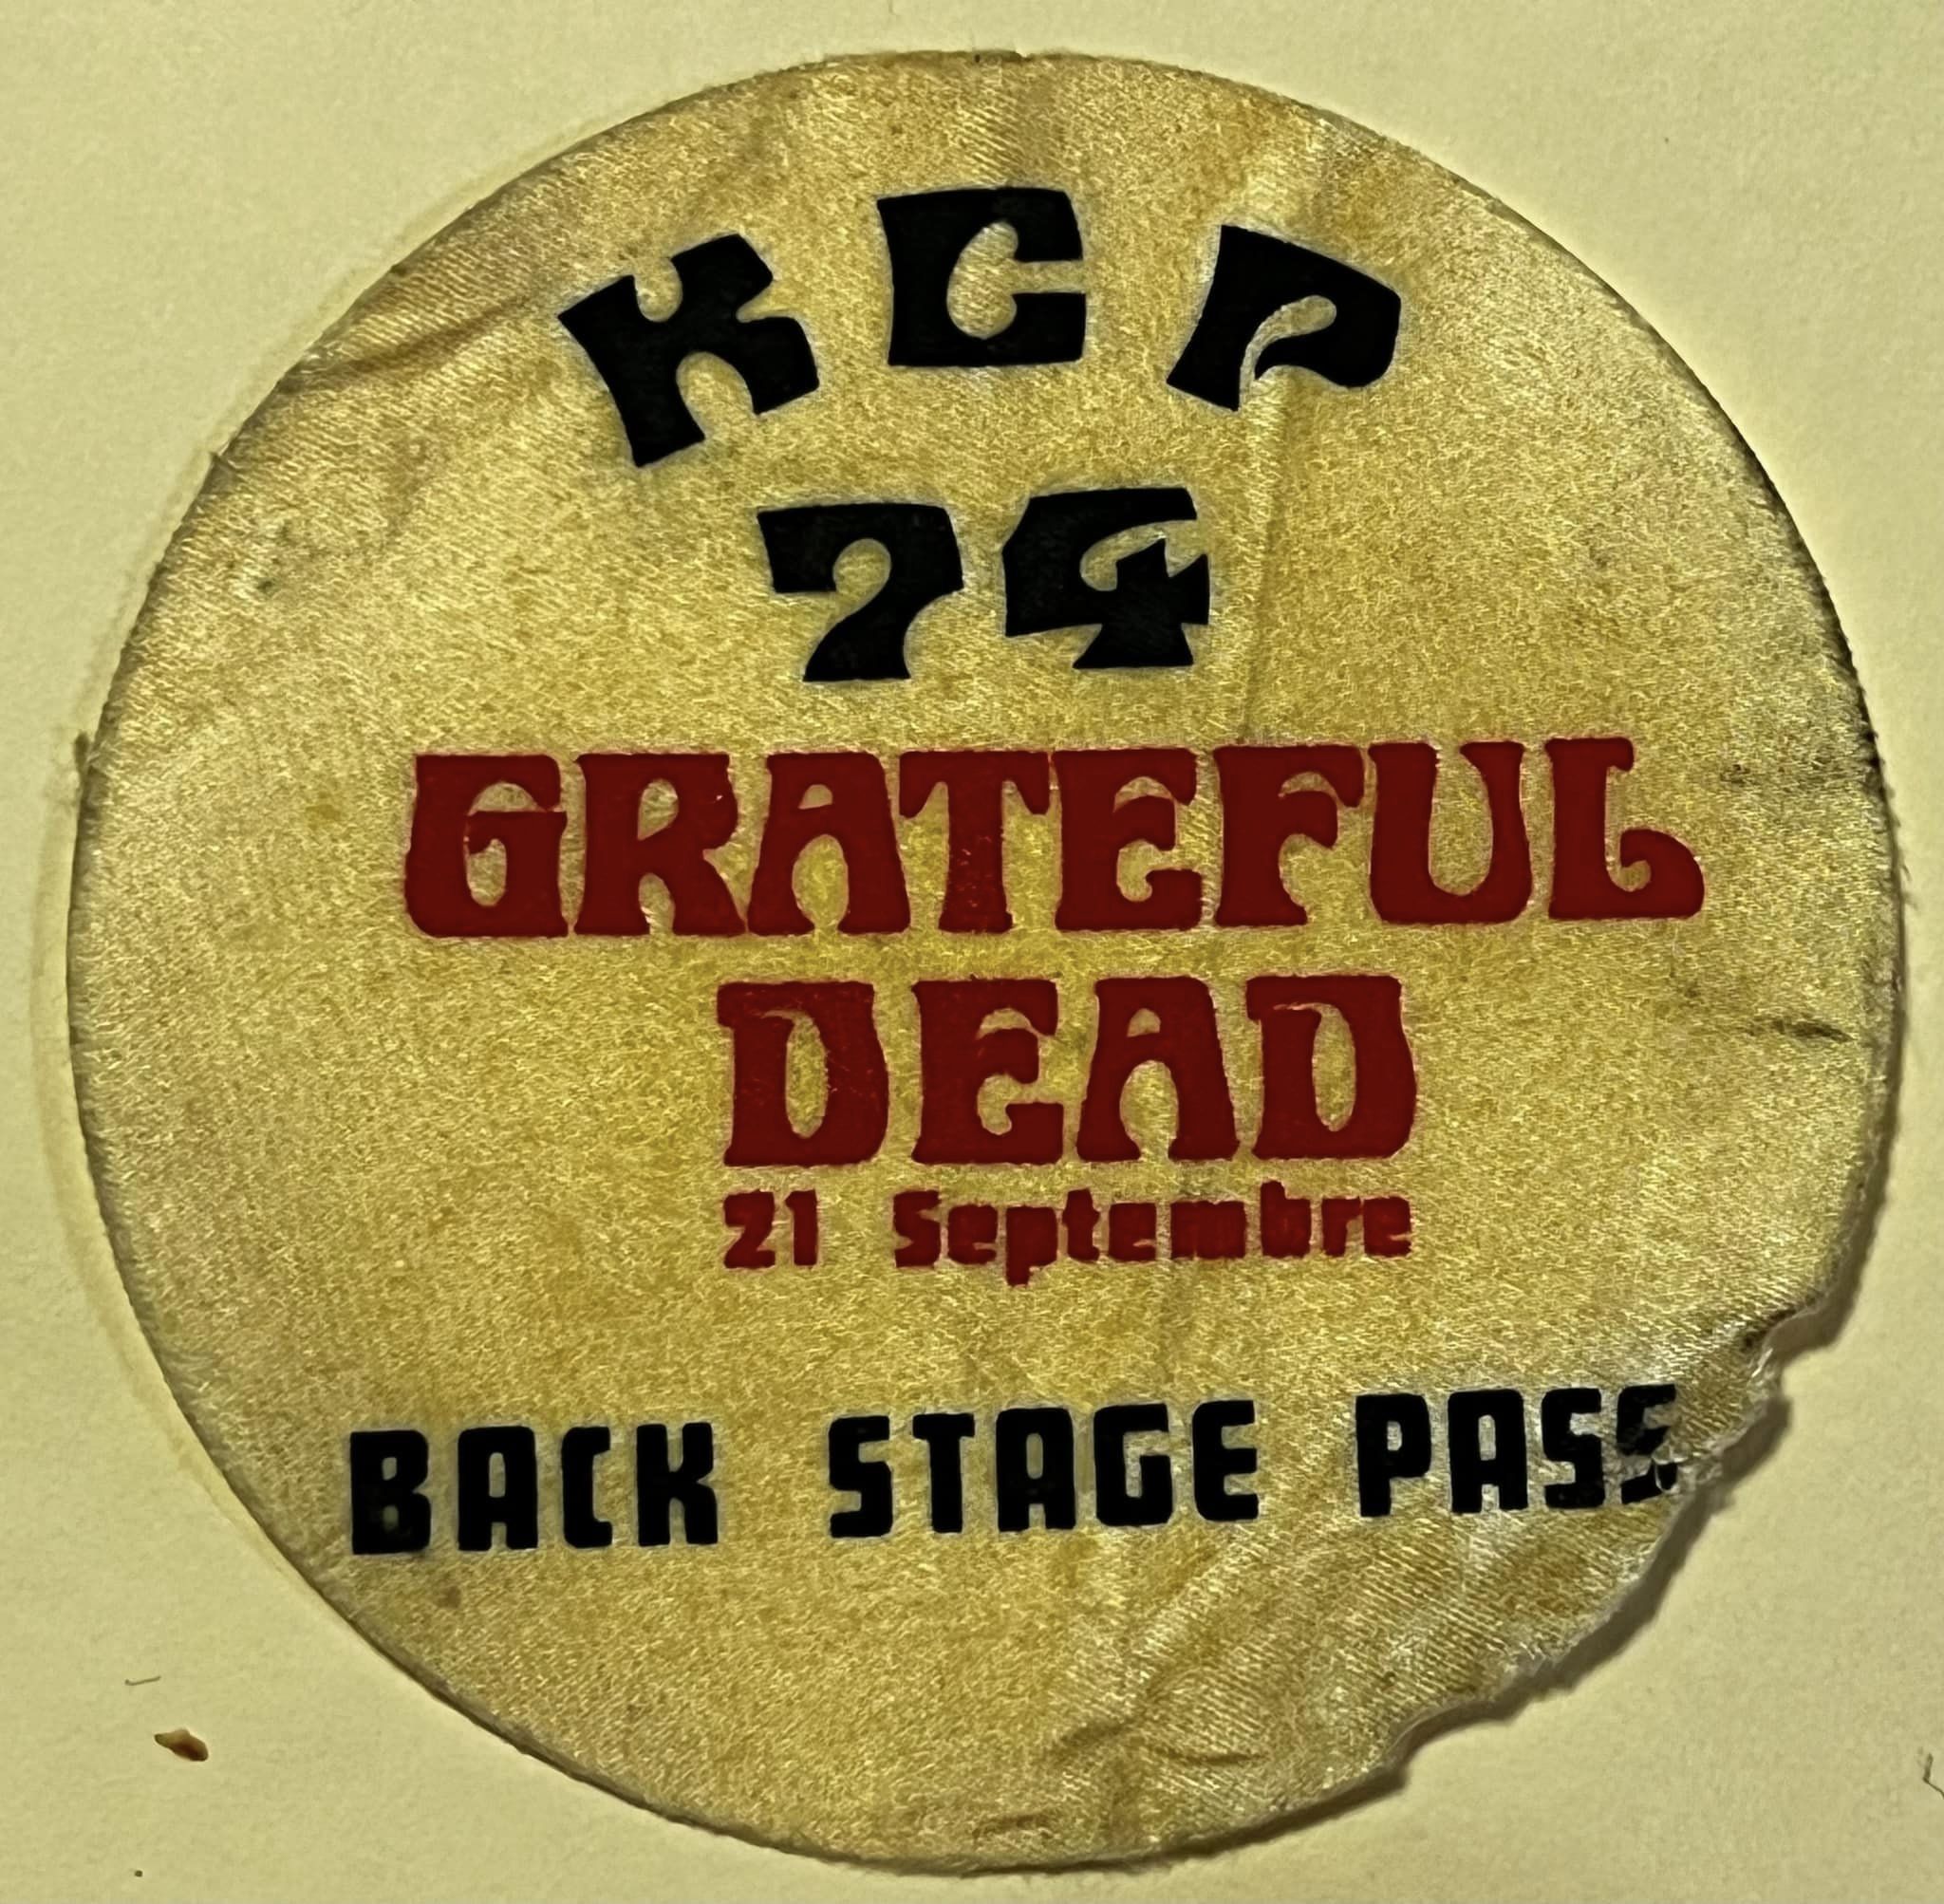 KCP
74
GRATEFUL
DEAD
21 Septembre
BACK STAGE PASS